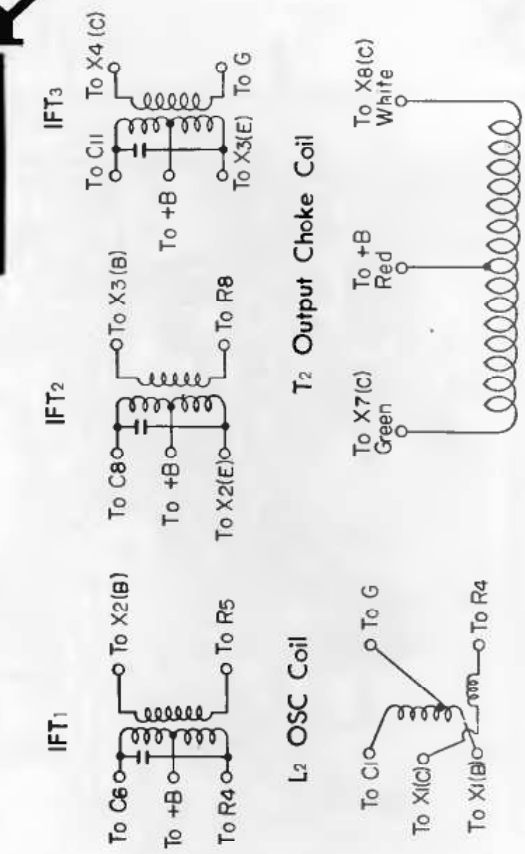 IFT1
To C6
To +B
To R4
To X2(B)
To R5
IFT2
To C8
To +B
To X2(E)
To X3(B)
To R8
IFT3
To C11
To +B
To X3(E)
To X4(C)
To G
L2 OSC Coil
To C1
To X1(C)
To X1(B)
To G
To R4
T2 Output Choke Coil
To X7(C)
Green
To +B
Red
To X8(C)
White